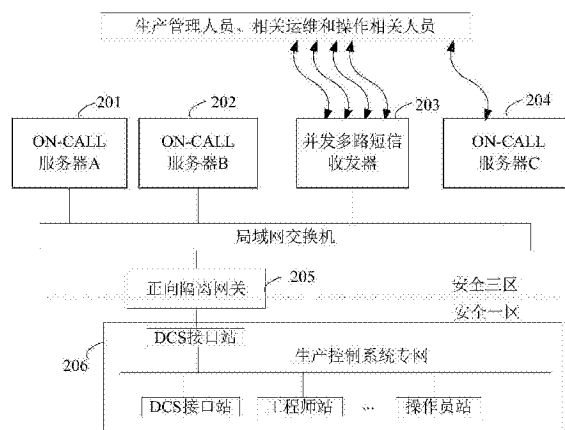 生产管理人员、相关运维和操作相关人员
201
202
203
204
ON-CALL
服务器A
ON-CALL
服务器B
并发多路短信
收发器
ON-CALL
服务器C
局域网交换机
正向隔离网关
205
安全三区
安全一区
206
DCS接口站
生产控制系统专网
DCS接口站
工程师站
...
操作员站